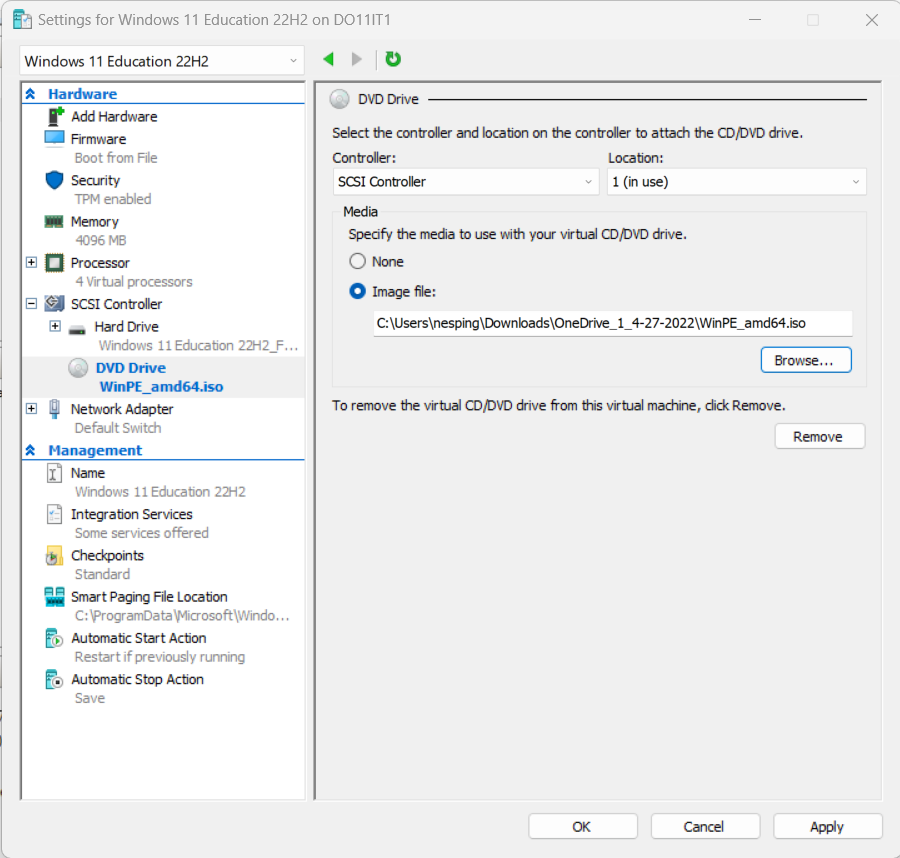 Settings for Windows 11 Education 22H2 on DO11IT1
Windows 11 Education 22H2
Hardware
Add Hardware
Firmware
Boot from File
Security
TPM enabled
Memory
4096 MB
Processor
4 Virtual processors
SCSI Controller
Hard Drive
Windows 11 Education 22H2_F...
DVD Drive
WinPE_amd64.iso
Network Adapter
Default Switch
Management
Name
Windows 11 Education 22H2
Integration Services
Some services offered
Checkpoints
Standard
Smart Paging File Location
C:\ProgramData\Microsoft\Windo...
Automatic Start Action
Restart if previously running
Automatic Stop Action
Save
DVD Drive
Select the controller and location on the controller to attach the CD/DVD drive.
Controller: Location:
SCSI Controller 1 (in use)
Media
Specify the media to use with your virtual CD/DVD drive.
None
Image file:
C:\Users\nesping\Downloads\OneDrive_1_4-27-2022\WinPE_amd64.iso
Browse...
To remove the virtual CD/DVD drive from this virtual machine, click Remove.
Remove
OK Cancel Apply